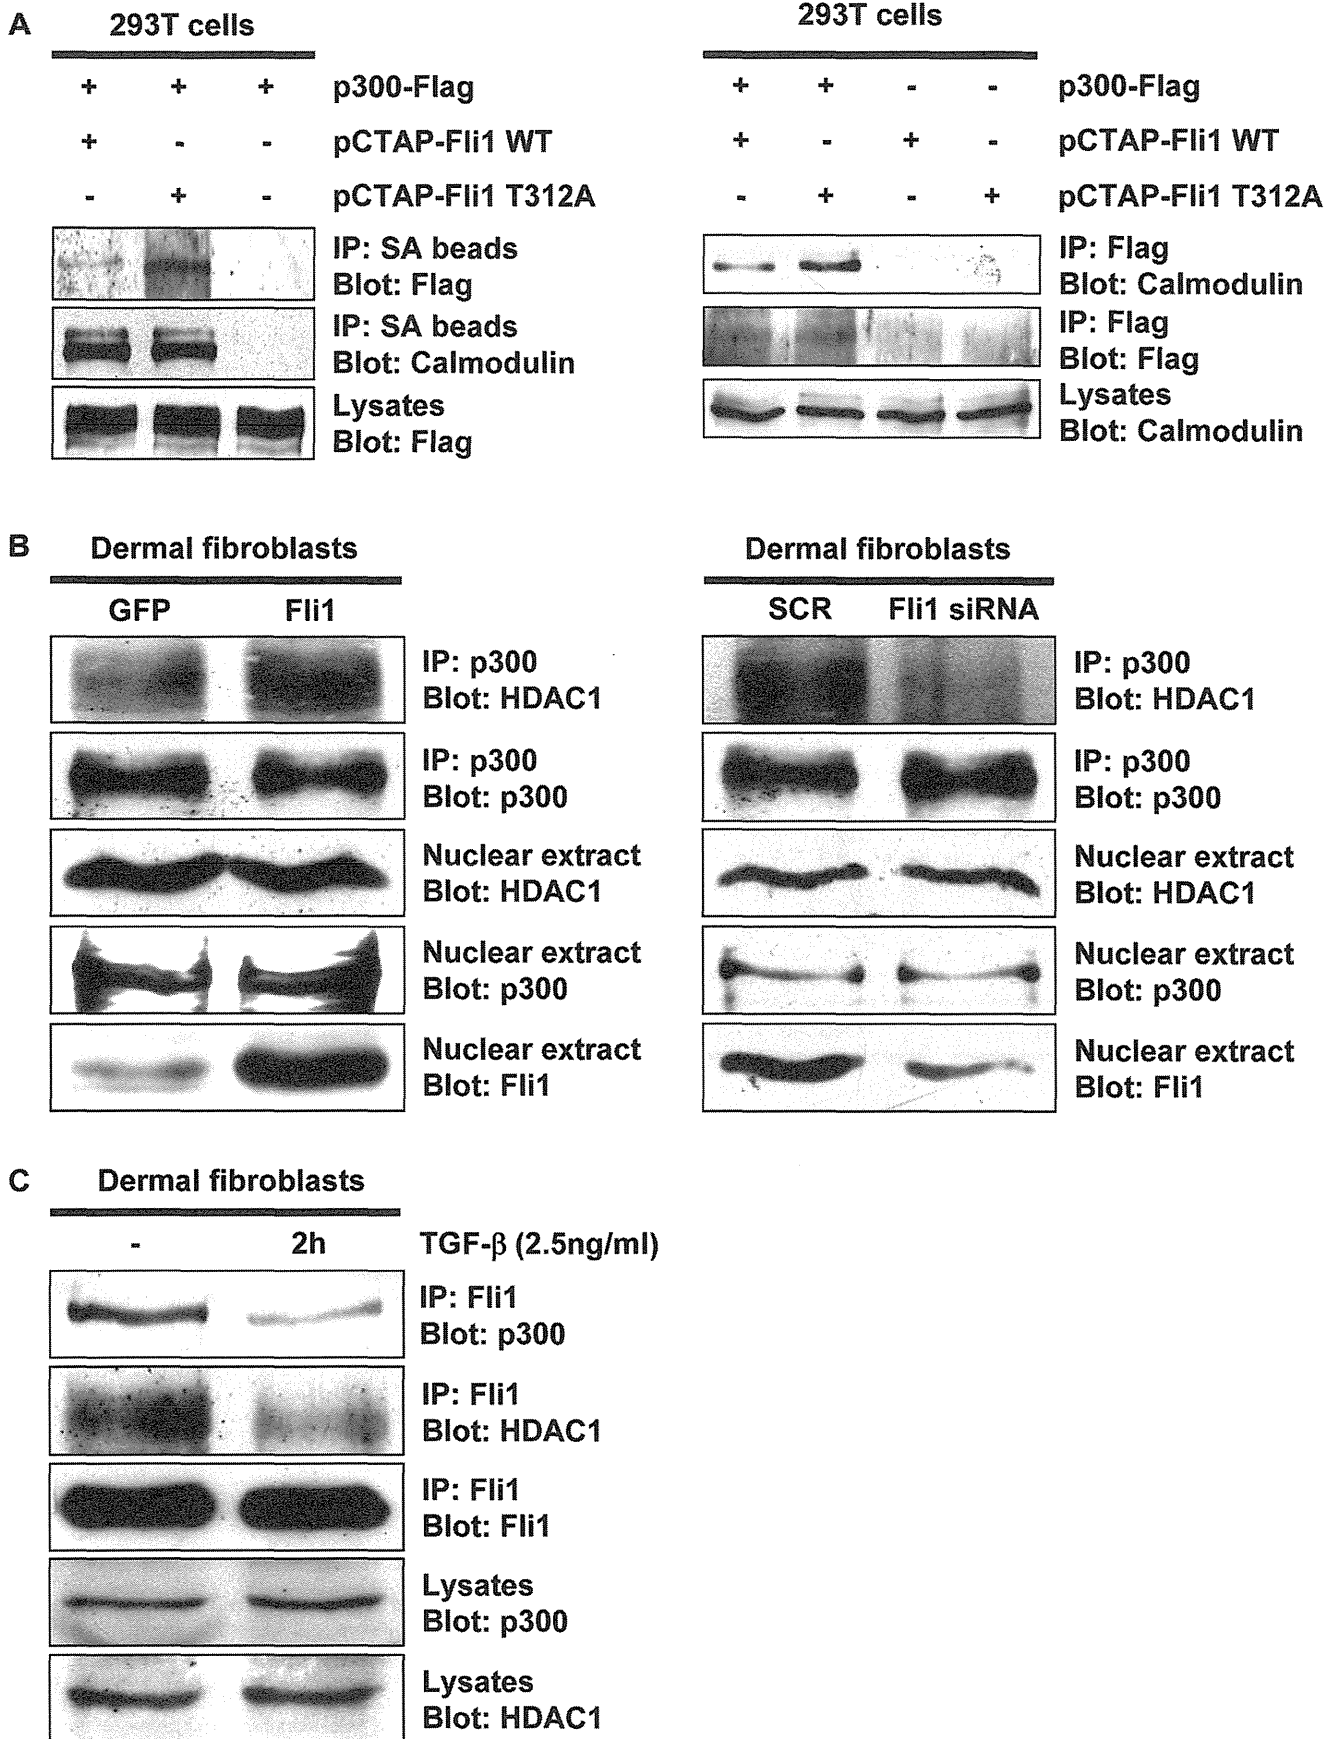 A
293T cells
+ + + p300-Flag
+ - - pCTAP-Fli1 WT
- + - pCTAP-Fli1 T312A
IP: SA beads
Blot: Flag
IP: SA beads
Blot: Calmodulin
Lysates
Blot: Flag
293T cells
+ + - - p300-Flag
+ - + - pCTAP-Fli1 WT
- + - + pCTAP-Fli1 T312A
IP: Flag
Blot: Calmodulin
IP: Flag
Blot: Flag
Lysates
Blot: Calmodulin
B
Dermal fibroblasts
GFP Fli1
IP: p300
Blot: HDAC1
IP: p300
Blot: p300
Nuclear extract
Blot: HDAC1
Nuclear extract
Blot: p300
Nuclear extract
Blot: Fli1
Dermal fibroblasts
SCR Fli1 siRNA
IP: p300
Blot: HDAC1
IP: p300
Blot: p300
Nuclear extract
Blot: HDAC1
Nuclear extract
Blot: p300
Nuclear extract
Blot: Fli1
C
Dermal fibroblasts
- 2h TGF-β (2.5ng/ml)
IP: Fli1
Blot: p300
IP: Fli1
Blot: HDAC1
IP: Fli1
Blot: Fli1
Lysates
Blot: p300
Lysates
Blot: HDAC1